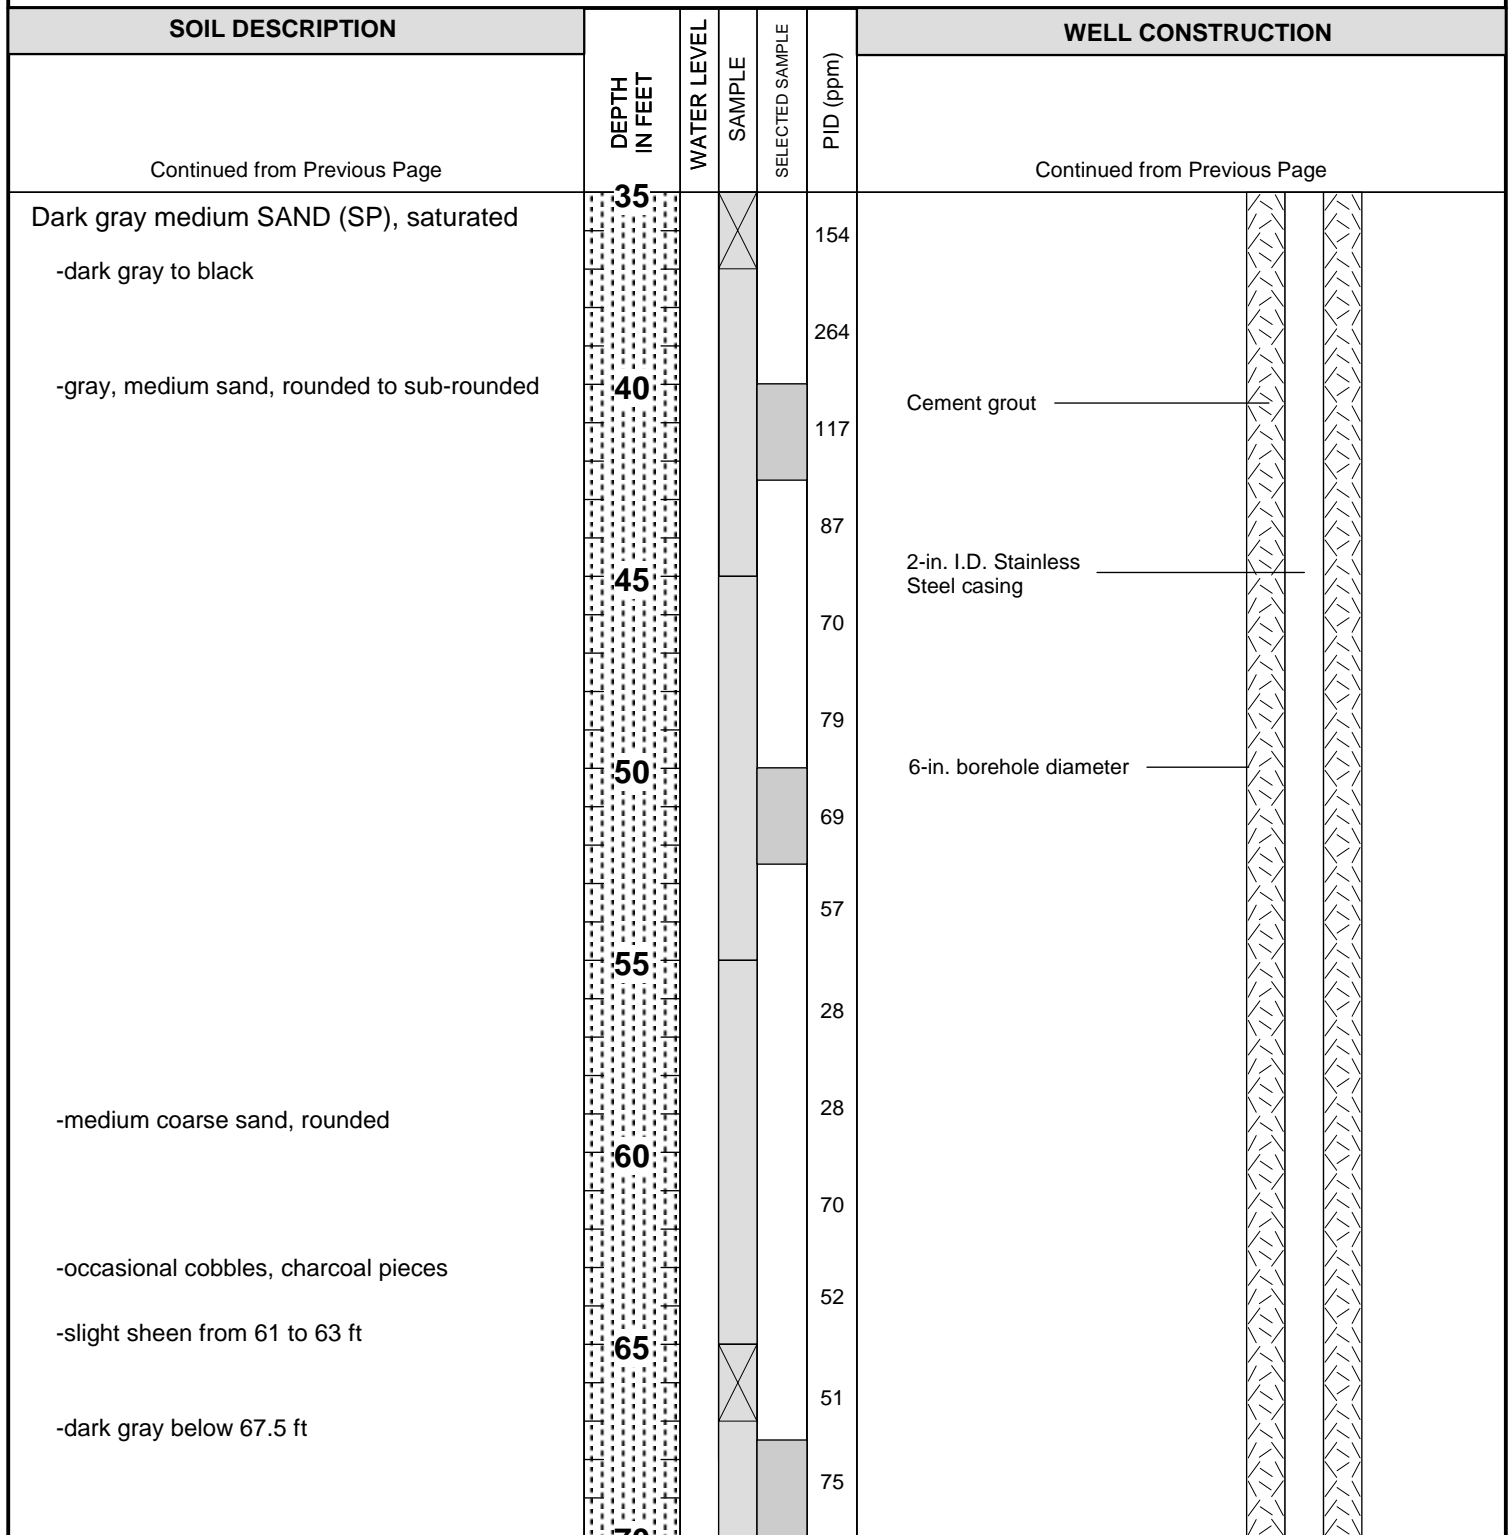 SOIL DESCRIPTION
DEPTH
IN FEET
WATER LEVEL
SAMPLE
SELECTED SAMPLE
PID (ppm)
WELL CONSTRUCTION
Continued from Previous Page
Continued from Previous Page
35
Dark gray medium SAND (SP), saturated
154
-dark gray to black
264
-gray, medium sand, rounded to sub-rounded
40
Cement grout
117
87
2-in. I.D. Stainless
Steel casing
45
70
79
6-in. borehole diameter
50
69
57
55
28
28
-medium coarse sand, rounded
60
70
-occasional cobbles, charcoal pieces
52
-slight sheen from 61 to 63 ft
65
51
-dark gray below 67.5 ft
75
70